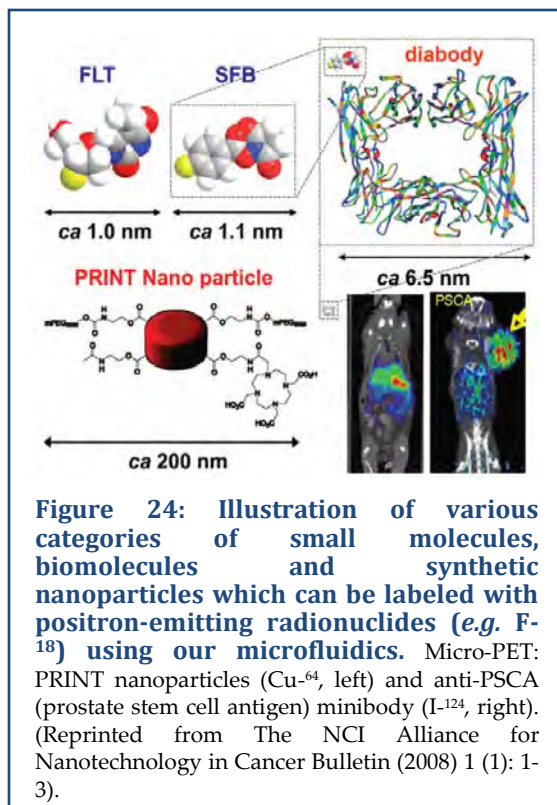 FLT
SFB
diabody
ca 1.0 nm
ca 1.1 nm
ca 6.5 nm
PRINT Nano particle
PSCA
CO₂H
HO₂C
HO₂C
ca 200 nm
Figure 24: Illustration of various
categories of small molecules,
biomolecules and synthetic
nanoparticles which can be labeled with
positron-emitting radionuclides (e.g. F-
18) using our microfluidics. Micro-PET:
PRINT nanoparticles (Cu-⁶⁴, left) and anti-PSCA
(prostate stem cell antigen) minibody (I-¹²⁴, right).
(Reprinted from The NCI Alliance for
Nanotechnology in Cancer Bulletin (2008) 1 (1): 1-
3).